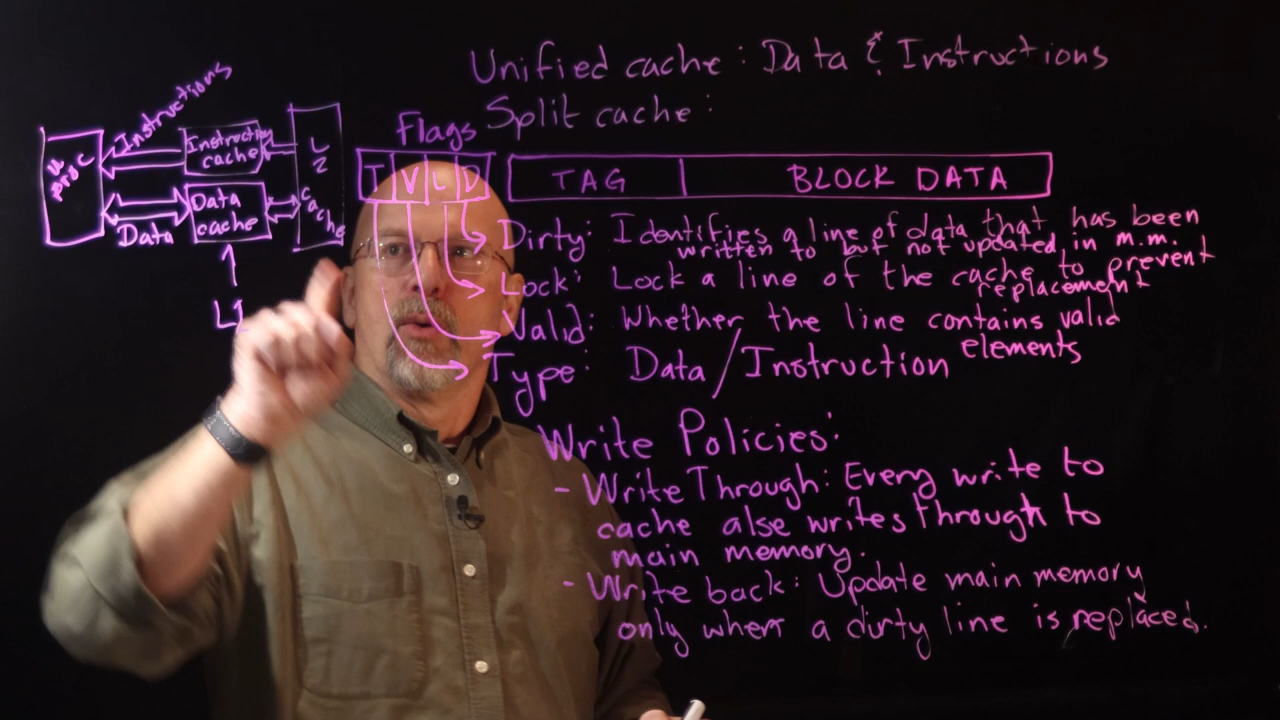 Unified cache: Data & Instructions
Split cache:
Instructions
μ proc
Instruction cache
Data cache
Data
L2 cache
L1
Flags
T V L D
TAG BLOCK DATA
Dirty: Identifies a line of data that has been
written to but not updated in m.m.
Lock: Lock a line of the cache to prevent
replacement
Valid: Whether the line contains valid
elements
Type: Data/Instruction
Write Policies:
- Write Through: Every write to
cache alse writes through to
main memory.
- Write back: Update main memory
only when a dirty line is replaced.